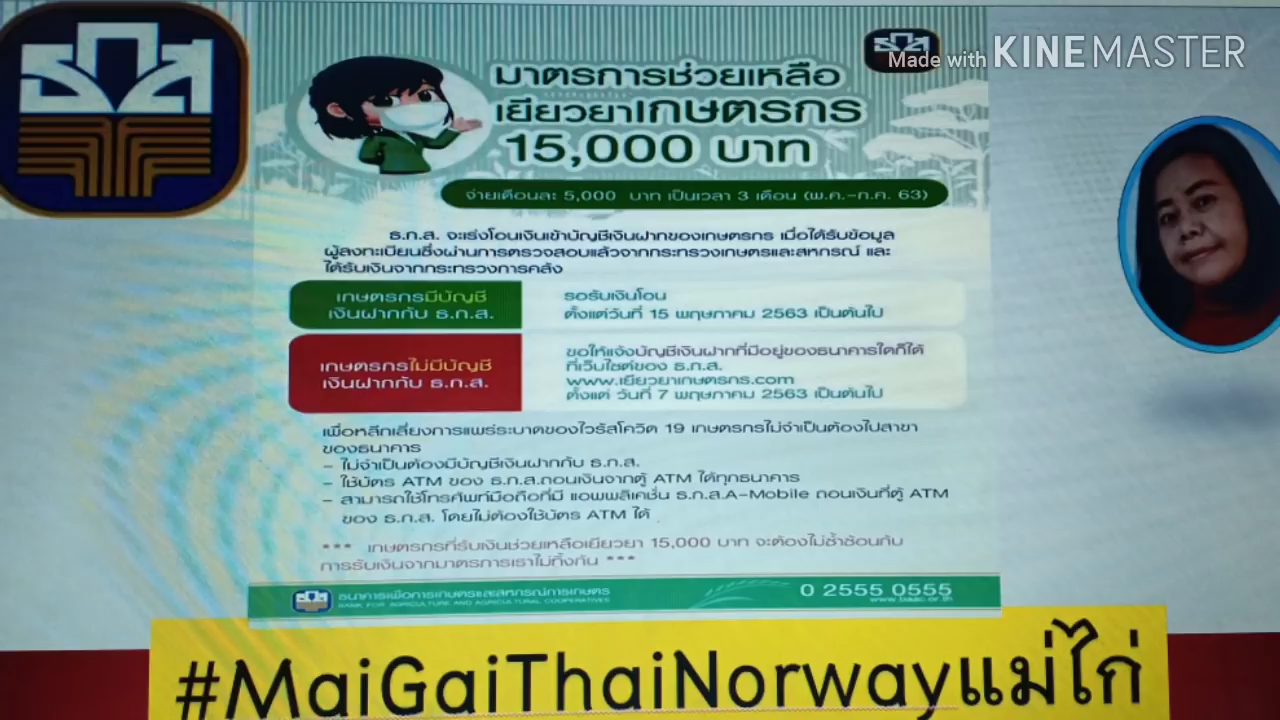 ธกส
ธกส
Made with KINEMASTER
มาตรการช่วยเหลือ
เยียวยาเกษตรกร
15,000 บาท
จ่ายเดือนละ 5,000 บาท เป็นเวลา 3 เดือน (พ.ค.-ก.ค. 63)
ธ.ก.ส. จะเร่งโอนเงินเข้าบัญชีเงินฝากของเกษตรกร เมื่อได้รับข้อมูล
ผู้ลงทะเบียนซึ่งผ่านการตรวจสอบแล้วจากกระทรวงเกษตรและสหกรณ์ และ
ได้รับเงินจากกระทรวงการคลัง
เกษตรกรมีบัญชี
เงินฝากกับ ธ.ก.ส.
รอรับเงินโอน
ตั้งแต่วันที่ 15 พฤษภาคม 2563 เป็นต้นไป
เกษตรกรไม่มีบัญชี
เงินฝากกับ ธ.ก.ส.
ขอให้แจ้งบัญชีเงินฝากที่มีอยู่ของธนาคารใดก็ได้
ที่เว็บไซต์ของ ธ.ก.ส.
www.เยียวยาเกษตรกร.com
ตั้งแต่ วันที่ 7 พฤษภาคม 2563 เป็นต้นไป
เพื่อหลีกเลี่ยงการแพร่ระบาดของไวรัสโควิด 19 เกษตรกรไม่จำเป็นต้องไปสาขา
ของธนาคาร
- ไม่จำเป็นต้องมีบัญชีเงินฝากกับ ธ.ก.ส.
- ใช้บัตร ATM ของ ธ.ก.ส.ถอนเงินจากตู้ ATM ได้ทุกธนาคาร
- สามารถใช้โทรศัพท์มือถือที่มี แอพพลิเคชั่น ธ.ก.ส.A-Mobile ถอนเงินที่ตู้ ATM
ของ ธ.ก.ส. โดยไม่ต้องใช้บัตร ATM ได้
*** เกษตรกรที่รับเงินช่วยเหลือเยียวยา 15,000 บาท จะต้องไม่ซ้ำซ้อนกับ
การรับเงินจากมาตรการเราไม่ทิ้งกัน ***
ธนาคารเพื่อการเกษตรและสหกรณ์การเกษตร
BANK FOR AGRICULTURE AND AGRICULTURAL COOPERATIVES
0 2555 0555
www.baac.or.th
#MaiGaiThaiNorwayแม่ไก่